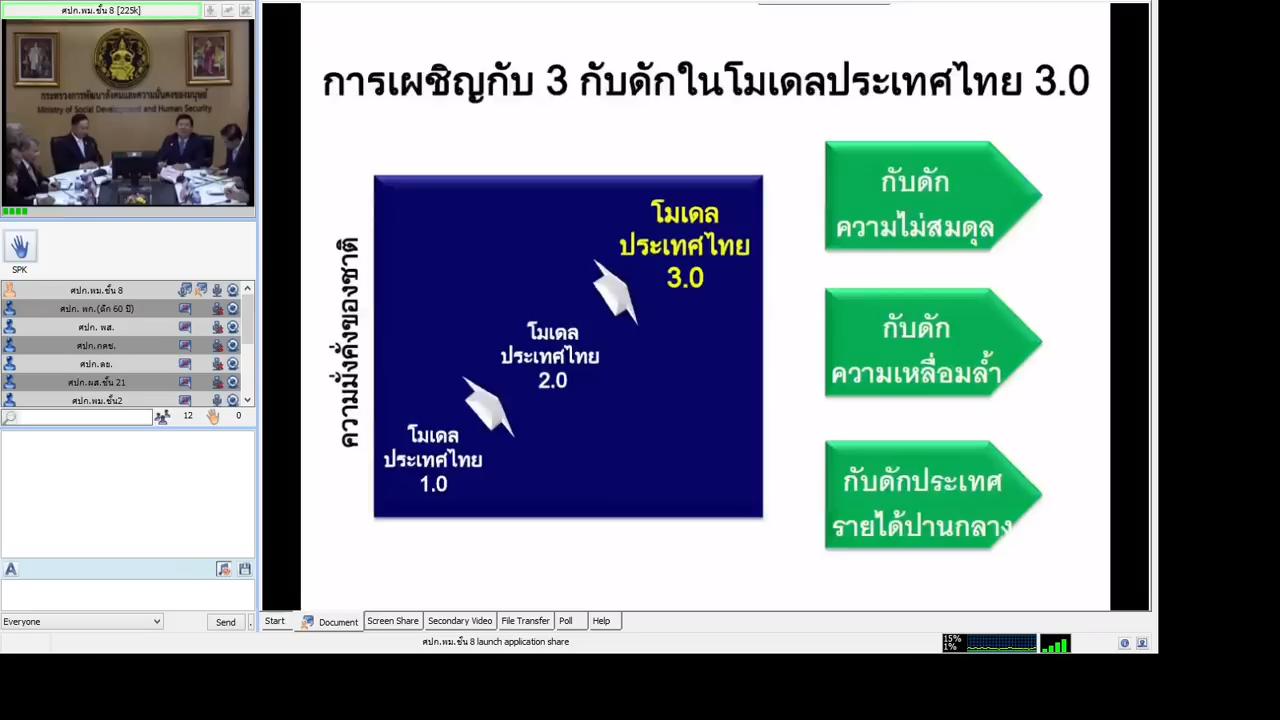 ศปก.พม.ชั้น 8 [225k]
กระทรวงการพัฒนาสังคมและความมั่นคงของมนุษย์
Ministry of Social Development and Human Security
SPK
ศปก.พม.ชั้น 8
ศปก. พก.(ตึก 60 ปี)
ศปก. พส.
ศปก.กคช.
ศปก.ดย.
ศปก.ผส.ชั้น 21
ศปก.พม.ชั้น2
12
0
A
Everyone
Send
การเผชิญกับ 3 กับดักในโมเดลประเทศไทย 3.0
ความมั่งคั่งของชาติ
โมเดล
ประเทศไทย
3.0
โมเดล
ประเทศไทย
2.0
โมเดล
ประเทศไทย
1.0
กับดัก
ความไม่สมดุล
กับดัก
ความเหลื่อมล้ำ
กับดักประเทศ
รายได้ปานกลาง
Start
Document
Screen Share
Secondary Video
File Transfer
Poll
Help
ศปก.พม.ชั้น 8 launch application share
15%
1%